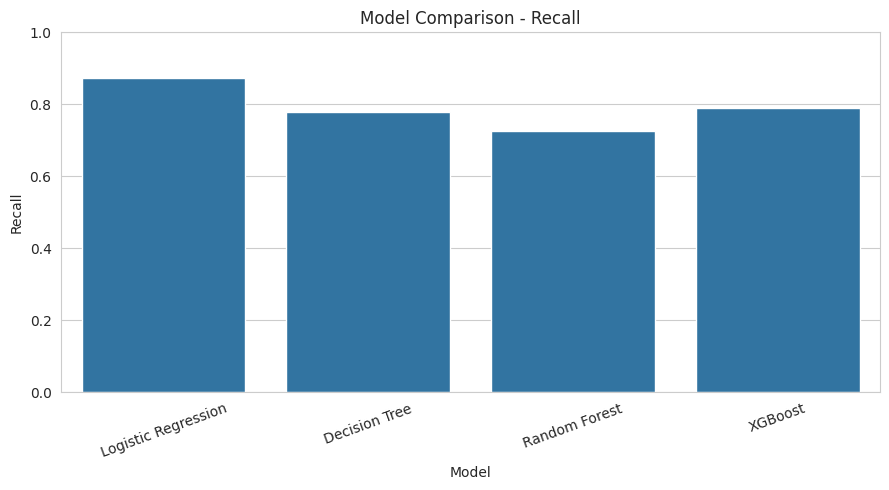 Model Comparison - Recall
1.0
0.8
0.6
0.4
0.2
0.0
Recall
Logistic Regression
Decision Tree
Random Forest
XGBoost
Model